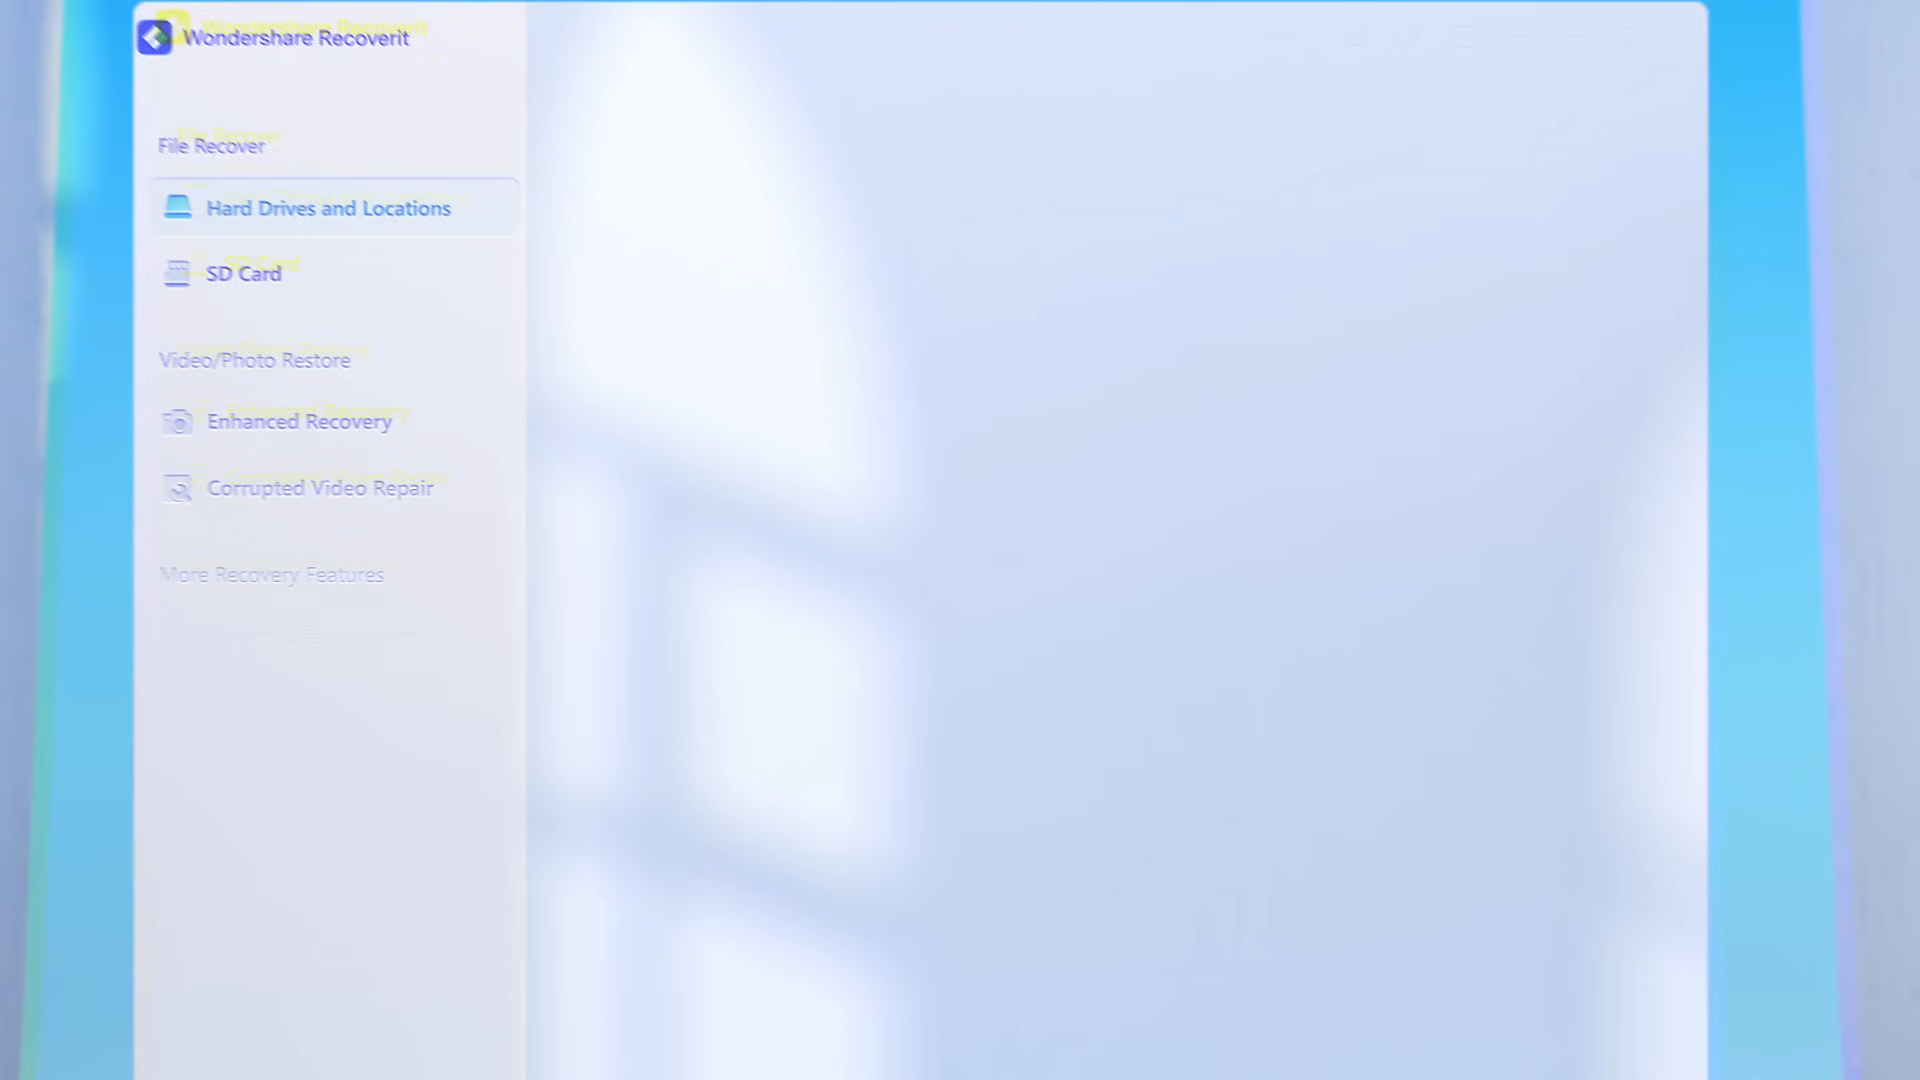 Wondershare Recoverit
File Recover
Hard Drives and Locations
SD Card
Video/Photo Restore
Enhanced Recovery
Corrupted Video Repair
More Recovery Features